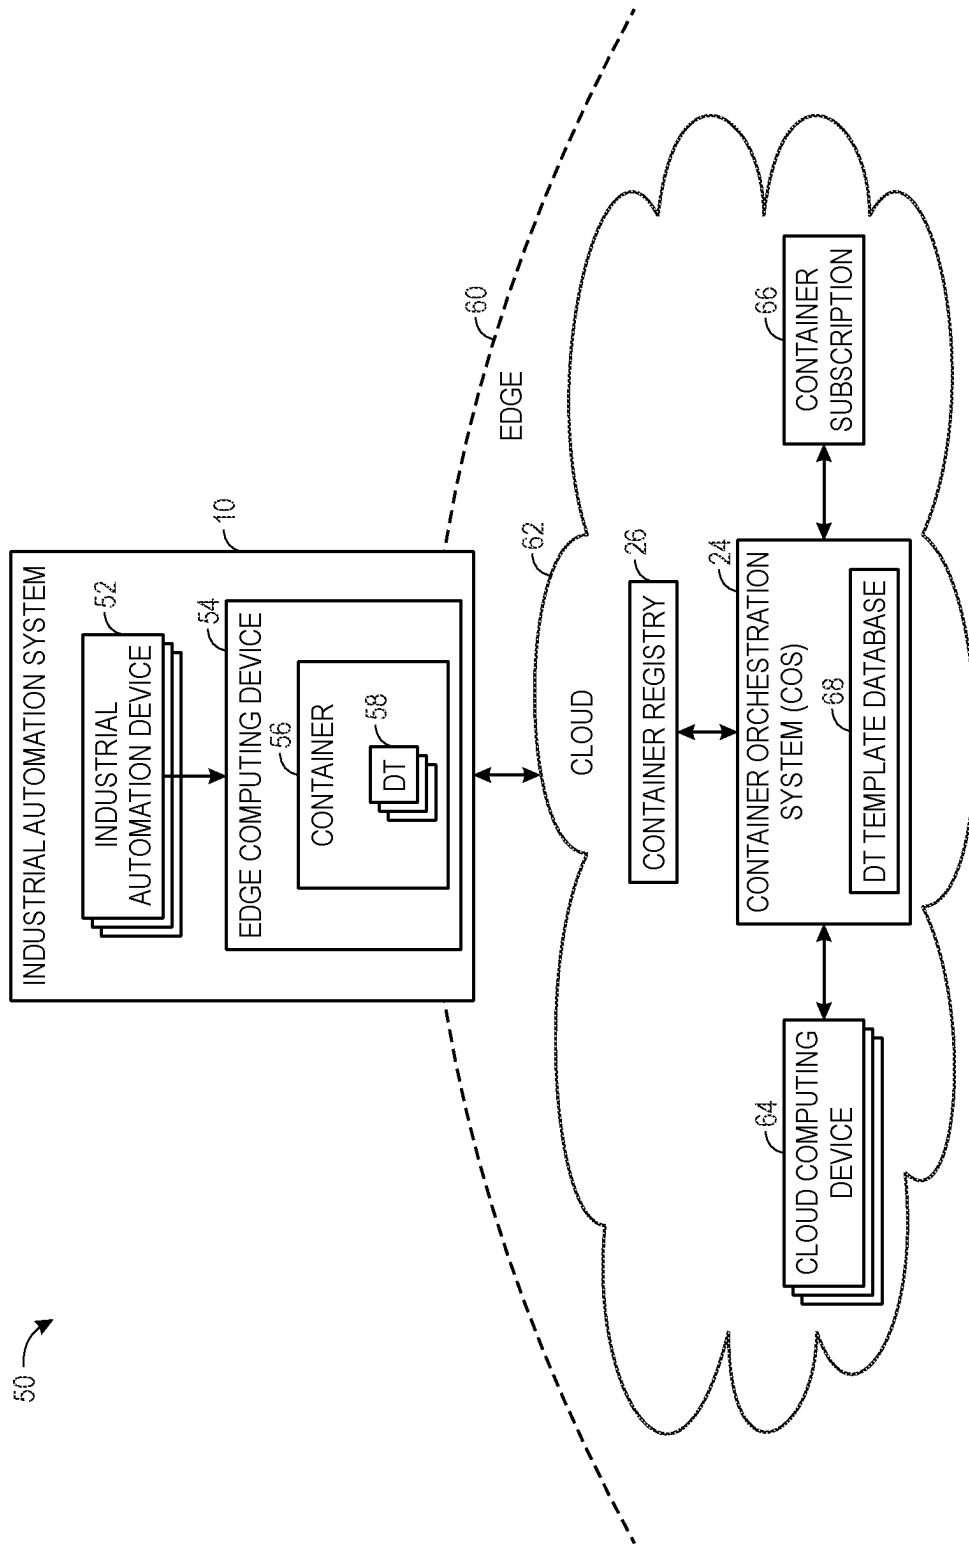 50
INDUSTRIAL AUTOMATION SYSTEM
10
INDUSTRIAL
AUTOMATION DEVICE
52
EDGE COMPUTING DEVICE
54
56
CONTAINER
58
DT
60
EDGE
62
CLOUD
CONTAINER REGISTRY
26
64
CLOUD COMPUTING
DEVICE
24
CONTAINER ORCHESTRATION
SYSTEM (COS)
68
DT TEMPLATE DATABASE
66
CONTAINER
SUBSCRIPTION